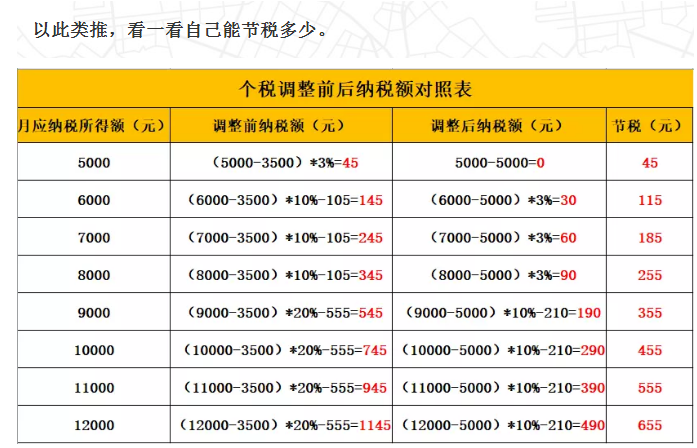 以此类推，看一看自己能节税多少。
个税调整前后纳税额对照表
月应纳税所得额（元） 调整前纳税额（元） 调整后纳税额（元） 节税（元）
5000 （5000-3500）*3%=45 5000-5000=0 45
6000 （6000-3500）*10%-105=145 （6000-5000）*3%=30 115
7000 （7000-3500）*10%-105=245 （7000-5000）*3%=60 185
8000 （8000-3500）*10%-105=345 （8000-5000）*3%=90 255
9000 （9000-3500）*20%-555=545 （9000-5000）*10%-210=190 355
10000 （10000-3500）*20%-555=745 （10000-5000）*10%-210=290 455
11000 （11000-3500）*20%-555=945 （11000-5000）*10%-210=390 555
12000 （12000-3500）*20%-555=1145 （12000-5000）*10%-210=490 655